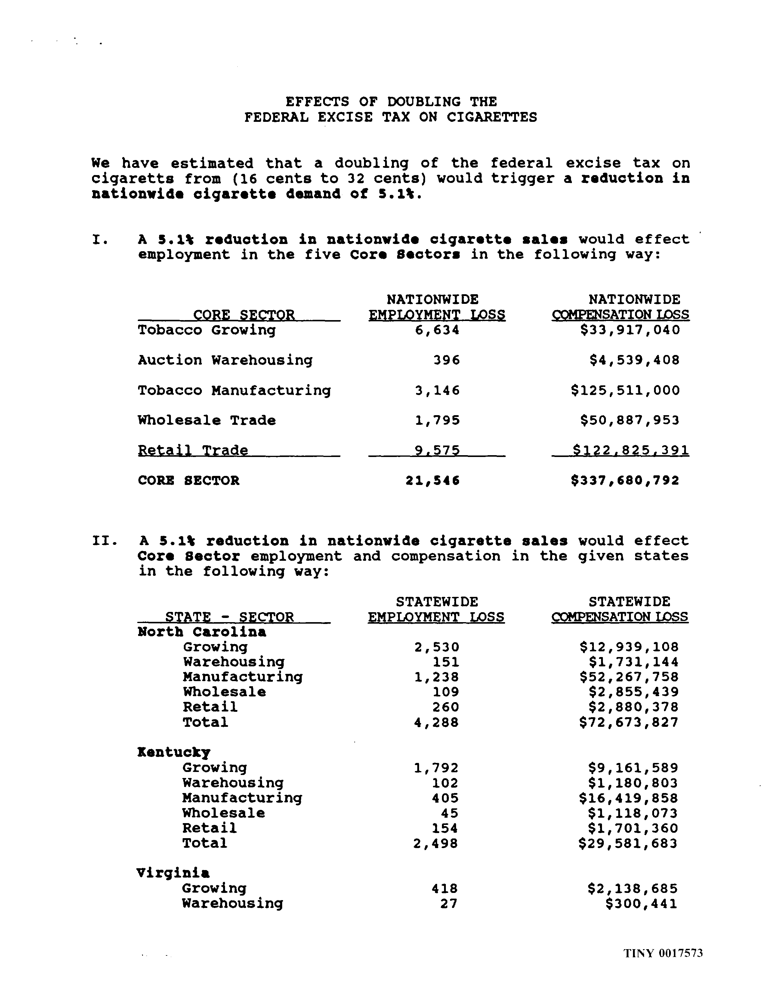 EFFECTS OF DOUBLING THE
FEDERAL EXCISE TAX ON CIGARETTES
We have estimated that a doubling of the federal excise tax on
cigaretts from (16 cents to 32 cents) would trigger a reduction in
nationwide cigarette demand of 5.1%.
I. A 5.1% reduction in nationwide cigarette sales would effect
employment in the five Core Sectors in the following way:
NATIONWIDE NATIONWIDE
CORE SECTOR EMPLOYMENT LOSS COMPENSATION LOSS
Tobacco Growing 6,634 $33,917,040
Auction Warehousing 396 $4,539,408
Tobacco Manufacturing 3,146 $125,511,000
Wholesale Trade 1,795 $50,887,953
Retail Trade 9,575 $122,825,391
CORE SECTOR 21,546 $337,680,792
II. A 5.1% reduction in nationwide cigarette sales would effect
Core Sector employment and compensation in the given states
in the following way:
STATEWIDE STATEWIDE
STATE - SECTOR EMPLOYMENT LOSS COMPENSATION LOSS
North Carolina
Growing 2,530 $12,939,108
Warehousing 151 $1,731,144
Manufacturing 1,238 $52,267,758
Wholesale 109 $2,855,439
Retail 260 $2,880,378
Total 4,288 $72,673,827
Kentucky
Growing 1,792 $9,161,589
Warehousing 102 $1,180,803
Manufacturing 405 $16,419,858
Wholesale 45 $1,118,073
Retail 154 $1,701,360
Total 2,498 $29,581,683
Virginia
Growing 418 $2,138,685
Warehousing 27 $300,441
TINY 0017573